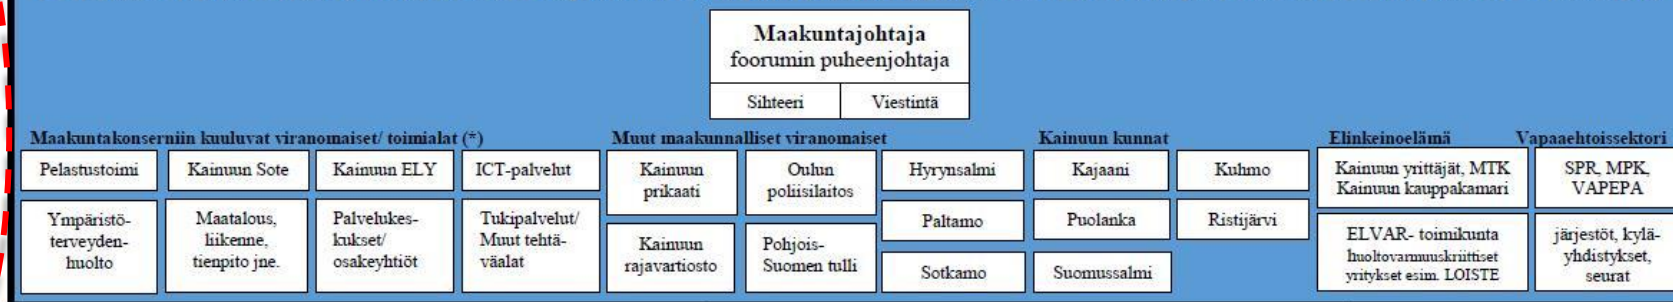 Maakuntajohtaja
foorumin puheenjohtaja
Sihteeri
Viestintä
Maakuntakonserniin kuuluvat viranomaiset/ toimialat (*)
Pelastustoimi
Kainuun Sote
Kainuun ELY
ICT-palvelut
Ympäristö-
terveyden-
huolto
Maatalous,
liikenne,
tienpito jne.
Palvelukes-
kukset/
osakeyhtiöt
Tukipalvelut/
Muut tehtä-
väalat
Muut maakunnalliset viranomaiset
Kainuun
prikaati
Oulun
poliisilaitos
Kainuun
rajavartiosto
Pohjois-
Suomen tulli
Kainuun kunnat
Hyrynsalmi
Kajaani
Kuhmo
Paltamo
Puolanka
Ristijärvi
Sotkamo
Suomussalmi
Elinkeinoelämä
Kainuun yrittäjät, MTK
Kainuun kauppakamari
ELVAR- toimikunta
huoltovarmuuskriittiset
yritykset esim. LOISTE
Vapaaehtoissektori
SPR, MPK,
VAPEPA
järjestöt, kylä-
yhdistykset,
seurat